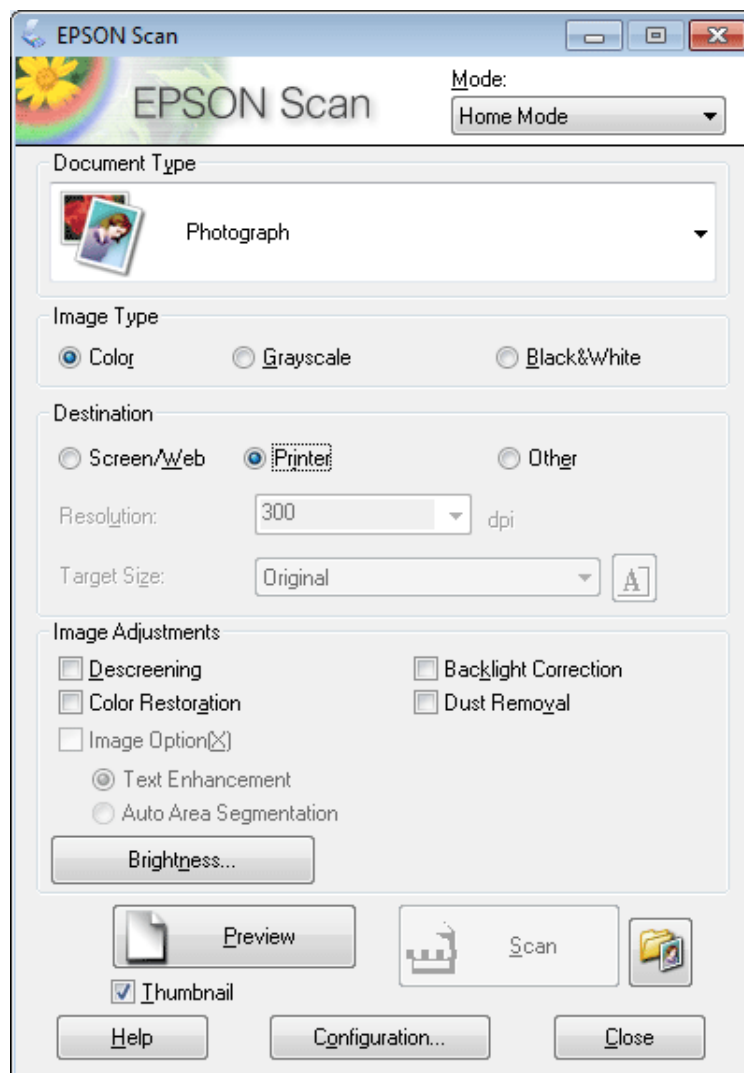 EPSON Scan
EPSON Scan
Mode:
Home Mode
Document Type
Photograph
Image Type
Color Grayscale Black&White
Destination
Screen/Web Printer Other
Resolution: 300 dpi
Target Size: Original A
Image Adjustments
Descreening Backlight Correction
Color Restoration Dust Removal
Image Option(X)
Text Enhancement
Auto Area Segmentation
Brightness...
Preview Scan
Thumbnail
Help Configuration... Close